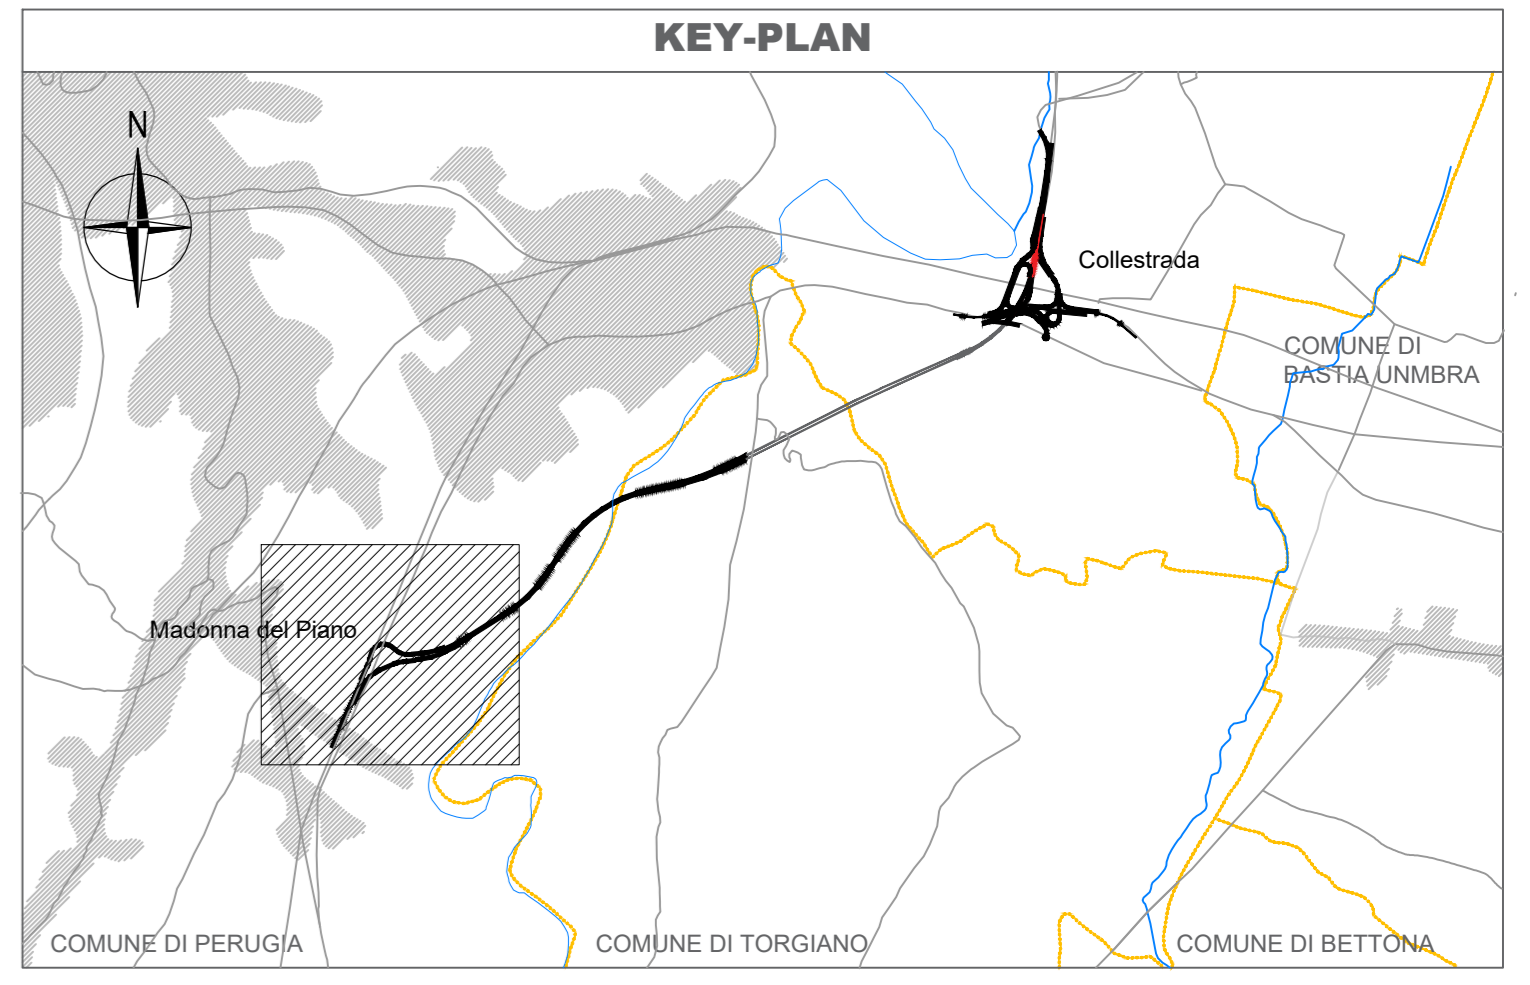 KEY-PLAN
N
Collestrada
COMUNE DI
BASTIA UNMBRA
Madonna del Piano
COMUNE DI PERUGIA
COMUNE DI TORGIANO
COMUNE DI BETTONA